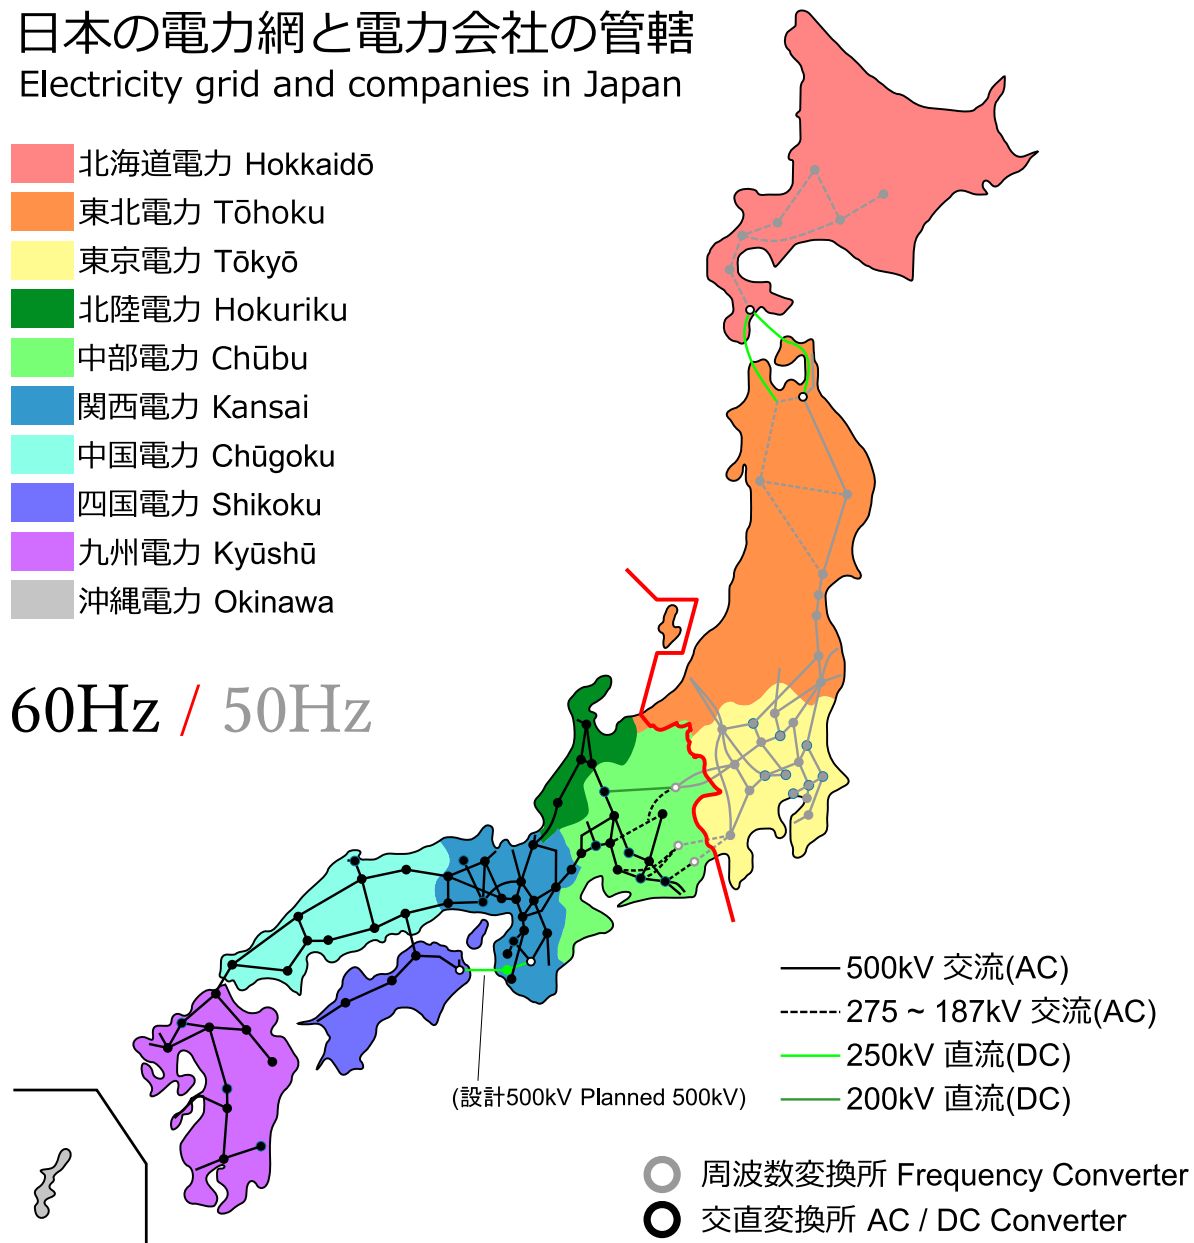 日本の電力網と電力会社の管轄
Electricity grid and companies in Japan
北海道電力 Hokkaidō
東北電力 Tōhoku
東京電力 Tōkyō
北陸電力 Hokuriku
中部電力 Chūbu
関西電力 Kansai
中国電力 Chūgoku
四国電力 Shikoku
九州電力 Kyūshū
沖縄電力 Okinawa
60Hz / 50Hz
500kV 交流(AC)
275 ~ 187kV 交流(AC)
250kV 直流(DC)
200kV 直流(DC)
(設計500kV Planned 500kV)
周波数変換所 Frequency Converter
交直変換所 AC / DC Converter